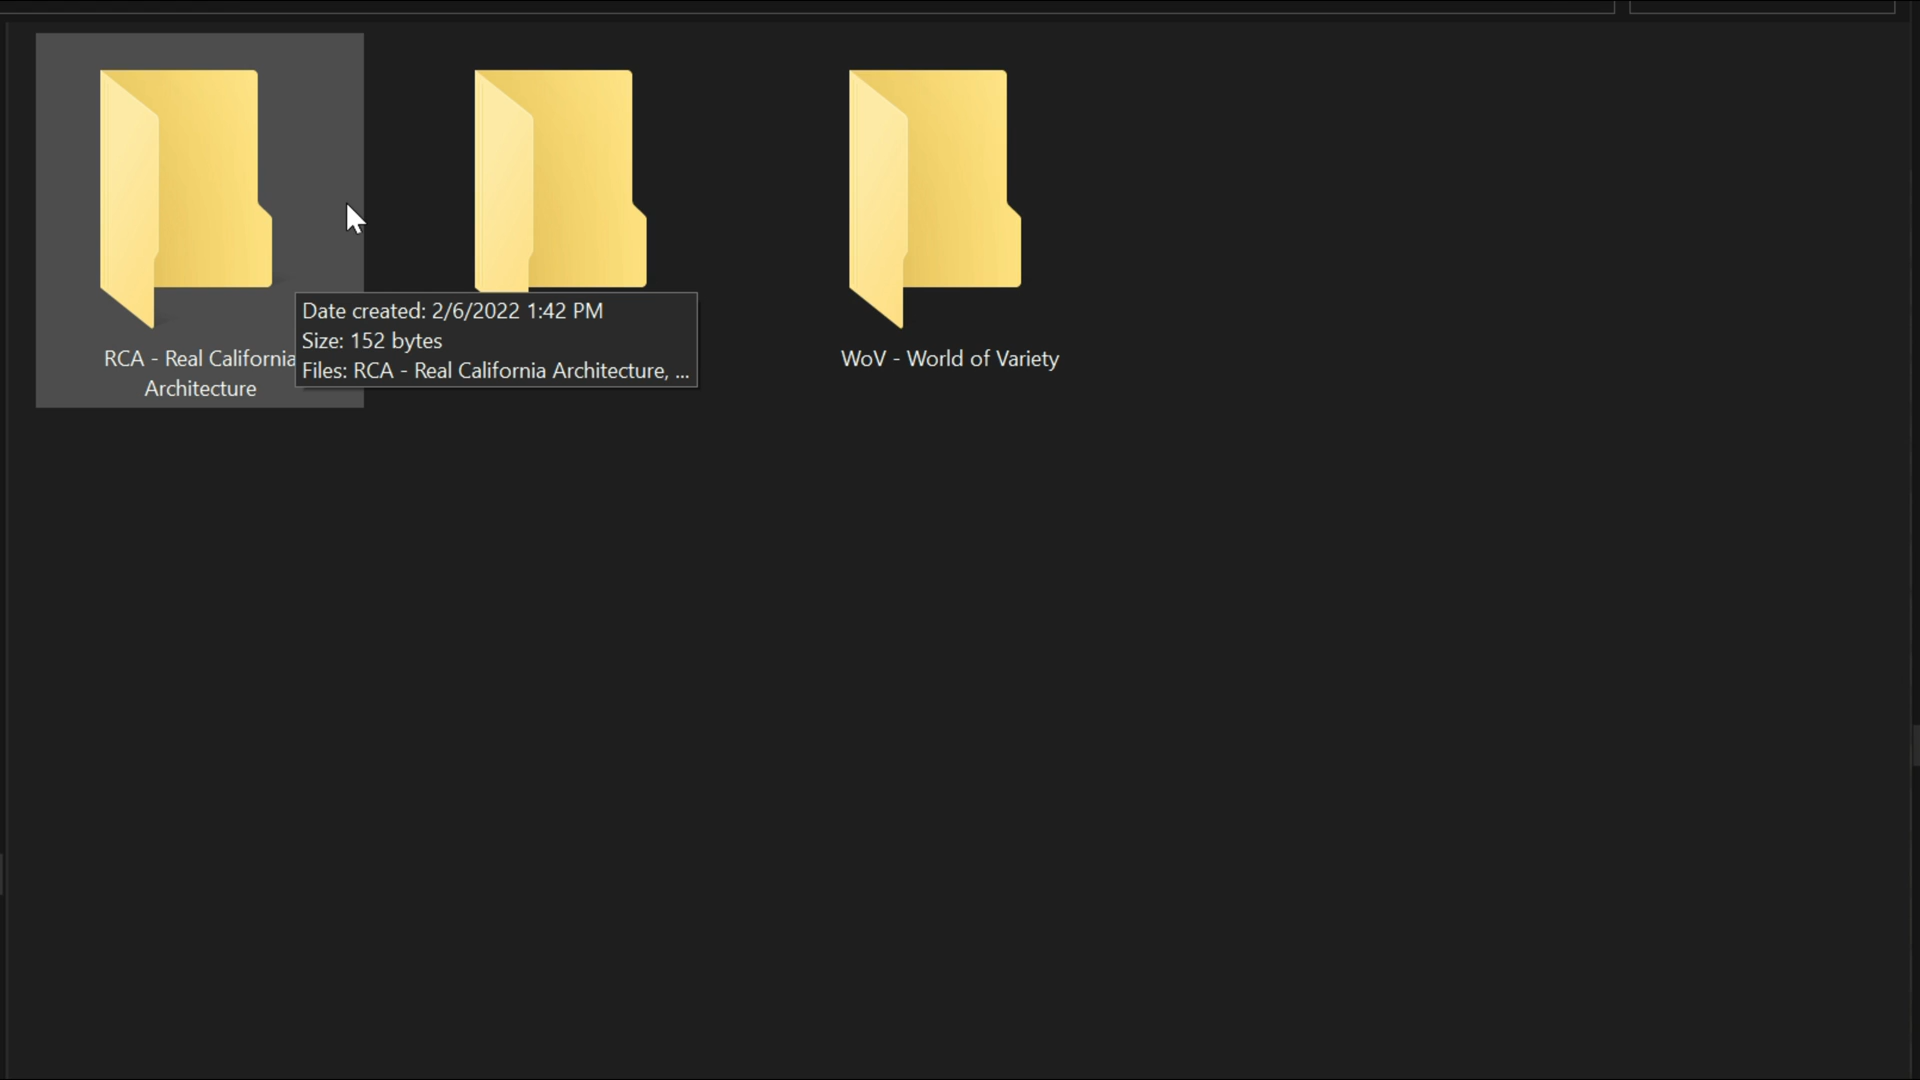 RCA - Real California
Architecture
Date created: 2/6/2022 1:42 PM
Size: 152 bytes
Files: RCA - Real California Architecture, ...
WoV - World of Variety